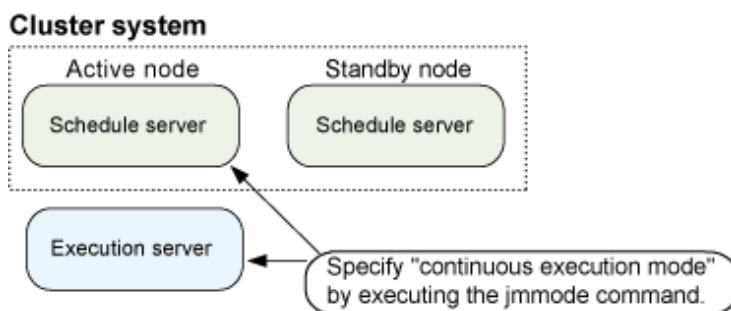 Cluster system
Active node
Standby node
Schedule server
Schedule server
Execution server
Specify "continuous execution mode"
by executing the jmmode command.